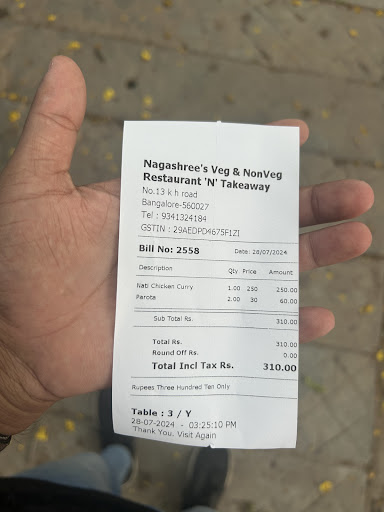 Nagashree's Veg & NonVeg
Restaurant 'N' Takeaway
No.13 k h road
Bangalore-560027
Tel : 9341324184
GSTIN : 29AEDPD4675F1ZI
Bill No: 2558 Date: 28/07/2024
Description Qty Price Amount
Nati Chicken Curry 1.00 250 250.00
Parota 2.00 30 60.00
Sub Total Rs. 310.00
Total Rs. 310.00
Round Off Rs. 0.00
Total Incl Tax Rs. 310.00
Rupees Three Hundred Ten Only
Table : 3 / Y
28-07-2024 - 03:25:10 PM
Thank You. Visit Again